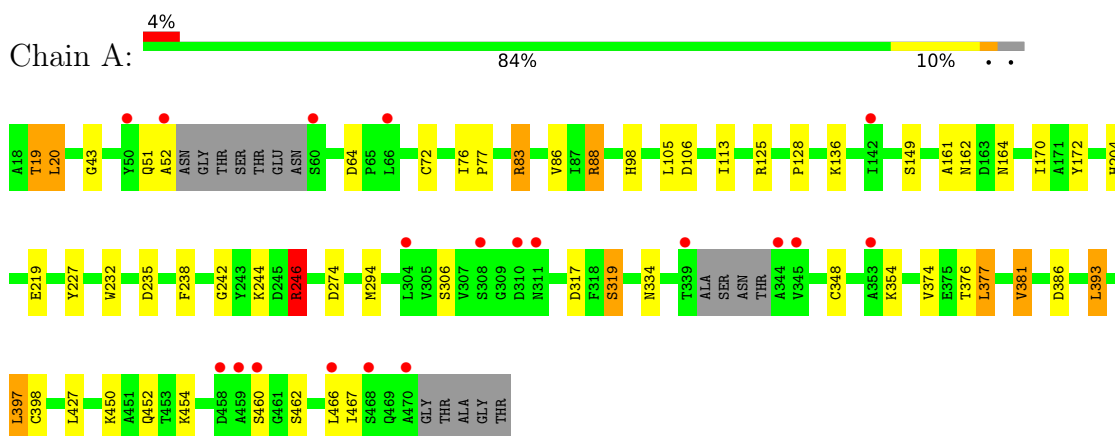 4%
Chain A:
84% 10% • •
A18 T19 L20 G43 Y50 Q51 A52 ASN GLY THR SER THR GLU ASN S60 D64 P65 L66 C72 I76 P77 R83 V86 I87 R88 H98 L105 D106 I113 R125 P128 K136 I142 S149 A161 N162 D163 N164 I170 A171 Y172
E219 Y227 W232 D235 F238 G242 Y243 K244 D245 R246 D274 M294 L304 V305 S306 V307 S308 G309 D310 N311 D317 F318 S319 N334 T339 ALA SER ASN THR A344 V345 C348 A353 K354 V374 E375 T376 L377 V381 D386 L393
L397 C398 L427 K450 A451 Q452 T453 K454 D458 A459 S460 G461 S462 L466 I467 S468 Q469 A470 GLY THR ALA GLY THR